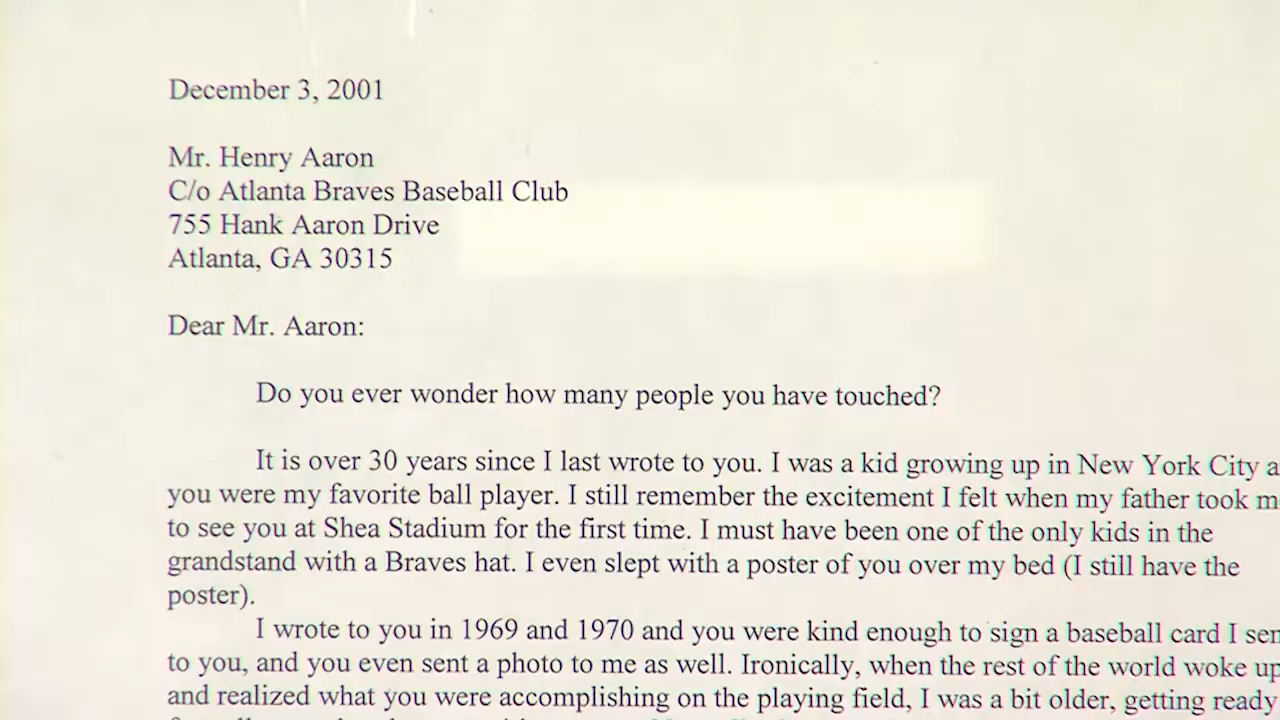 December 3, 2001
Mr. Henry Aaron
C/o Atlanta Braves Baseball Club
755 Hank Aaron Drive
Atlanta, GA 30315
Dear Mr. Aaron:
Do you ever wonder how many people you have touched?
It is over 30 years since I last wrote to you. I was a kid growing up in New York City a
you were my favorite ball player. I still remember the excitement I felt when my father took m
to see you at Shea Stadium for the first time. I must have been one of the only kids in the
grandstand with a Braves hat. I even slept with a poster of you over my bed (I still have the
poster).
I wrote to you in 1969 and 1970 and you were kind enough to sign a baseball card I sen
to you, and you even sent a photo to me as well. Ironically, when the rest of the world woke up
and realized what you were accomplishing on the playing field, I was a bit older, getting ready